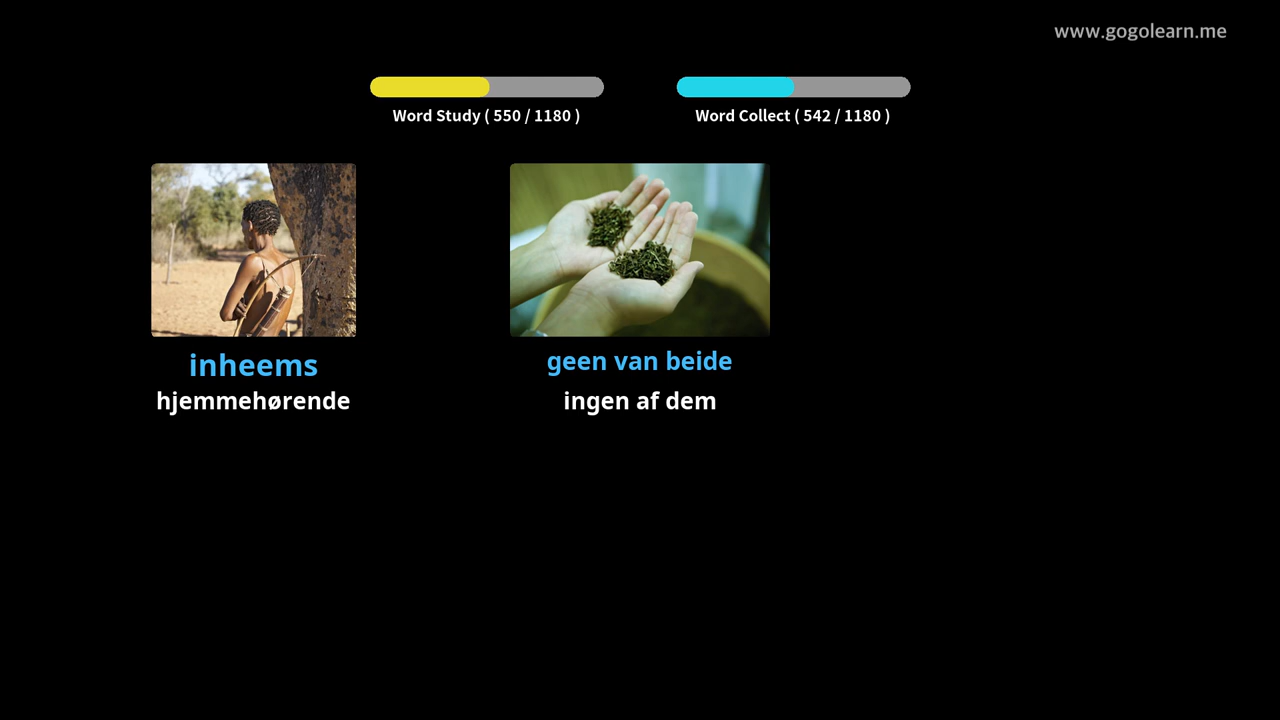 www.gogolearn.me
Word Study ( 550 / 1180 )
Word Collect ( 542 / 1180 )
inheems
hjemmehørende
geen van beide
ingen af dem